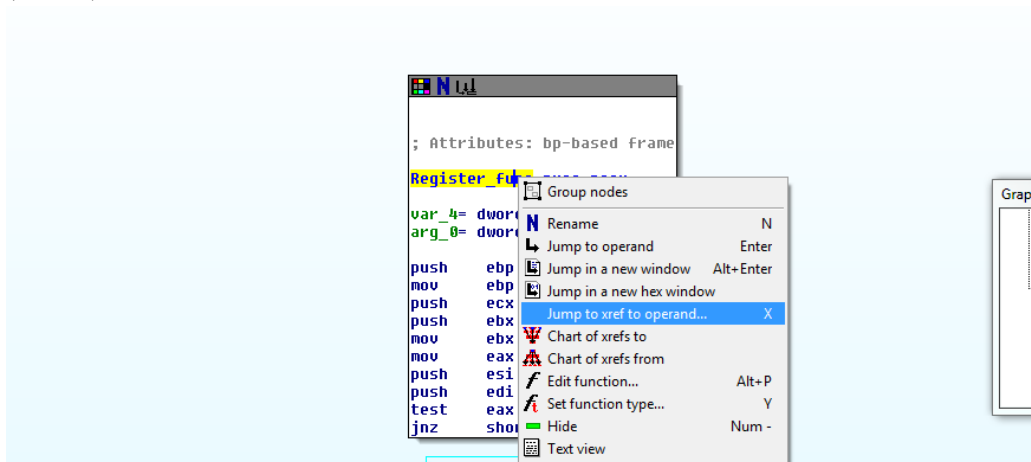 ; Attributes: bp-based frame
Register_func
var_4= dword
arg_0= dword
push ebp
mov ebp
push ecx
push ebx
mov ebx
mov eax
push esi
push edi
test eax
jnz short
Group nodes
Rename N
Jump to operand Enter
Jump in a new window Alt+Enter
Jump in a new hex window
Jump to xref to operand... X
Chart of xrefs to
Chart of xrefs from
Edit function... Alt+P
Set function type... Y
Hide Num -
Text view
Grap